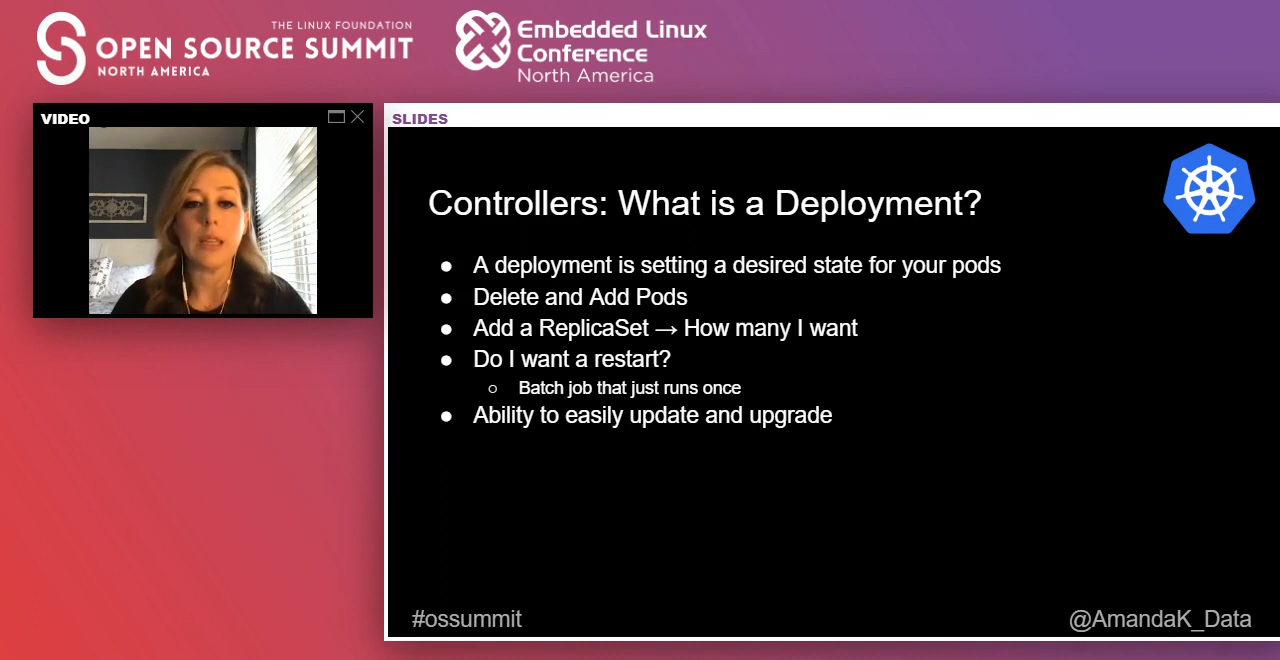 THE LINUX FOUNDATION
OPEN SOURCE SUMMIT
NORTH AMERICA
Embedded Linux
Conference
North America
VIDEO
SLIDES
Controllers: What is a Deployment?
● A deployment is setting a desired state for your pods
● Delete and Add Pods
● Add a ReplicaSet → How many I want
● Do I want a restart?
○ Batch job that just runs once
● Ability to easily update and upgrade
#ossummit
@AmandaK_Data